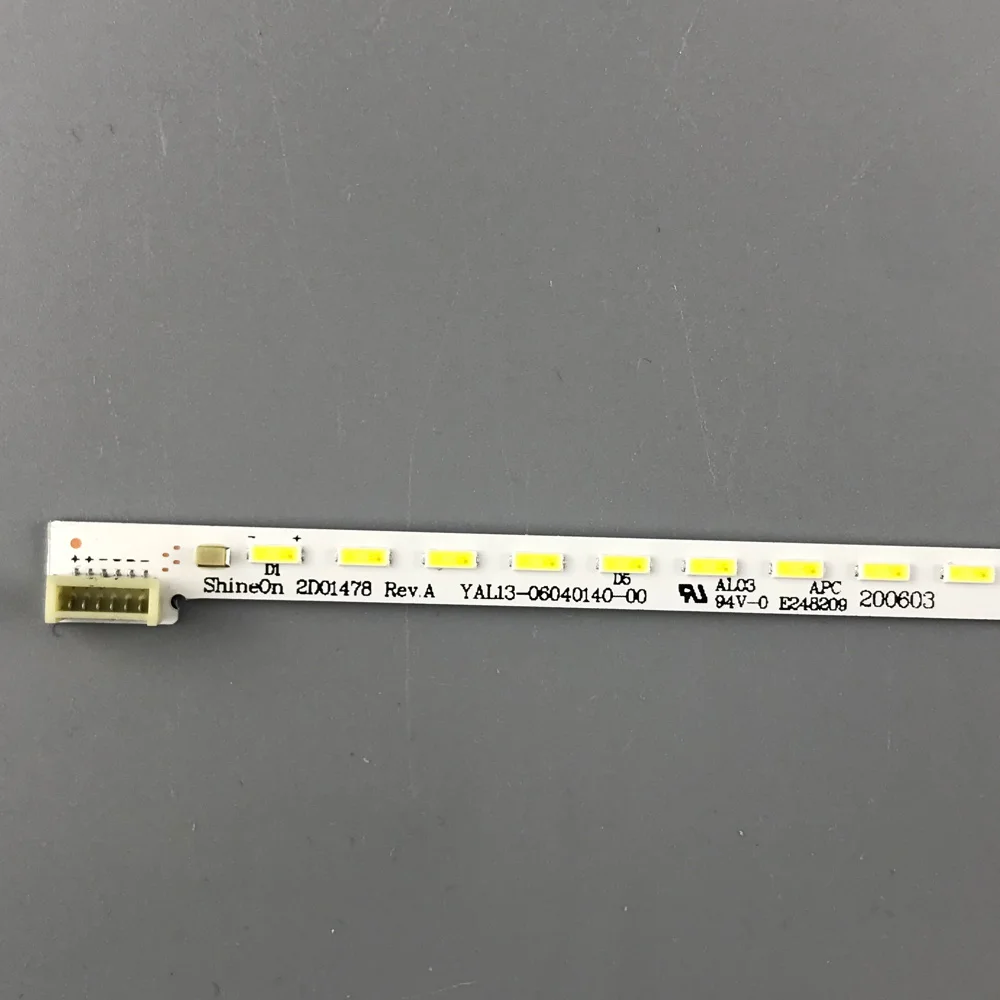 - +
++----
D1
D5
ShineOn 2D01478 Rev.A YAL13-06040140-00
AL03 APC
94V-0 E248209 200603